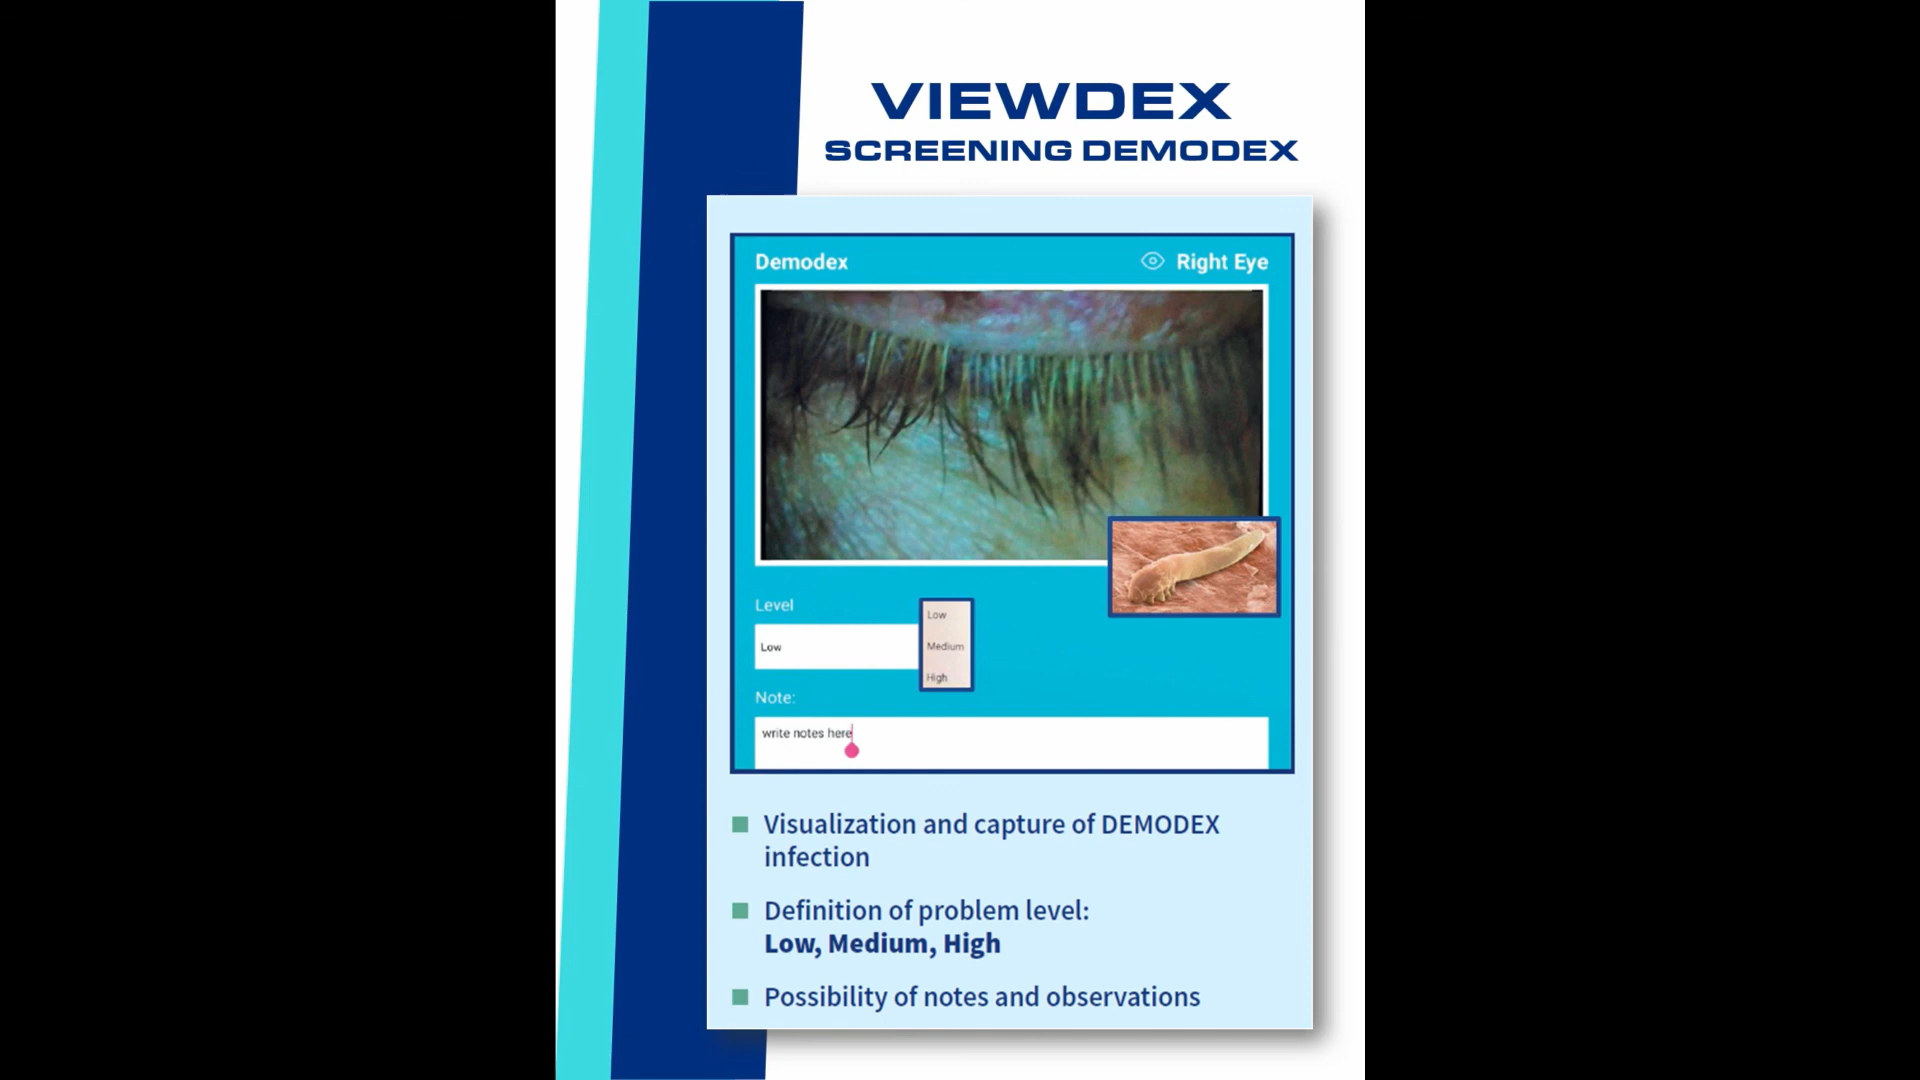 VIEWDEX
SCREENING DEMODEX
Demodex
Right Eye
Level
Low
Low
Medium
High
Note:
write notes here
Visualization and capture of DEMODEX
infection
Definition of problem level:
Low, Medium, High
Possibility of notes and observations